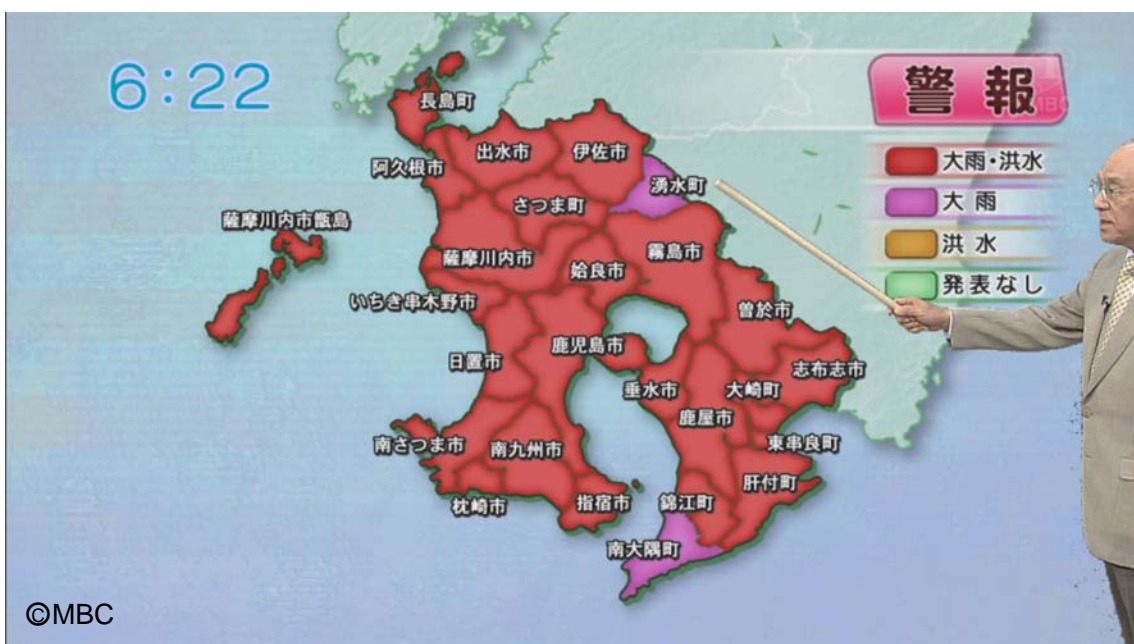 6:22
警報
MBC
大雨・洪水
大雨
洪水
発表なし
長島町
出水市
伊佐市
阿久根市
湧水町
さつま町
薩摩川内市甑島
薩摩川内市
姶良市
霧島市
いちき串木野市
曽於市
鹿児島市
日置市
志布志市
垂水市
大崎町
鹿屋市
南さつま市
南九州市
東串良町
肝付町
枕崎市
指宿市
錦江町
南大隅町
©MBC